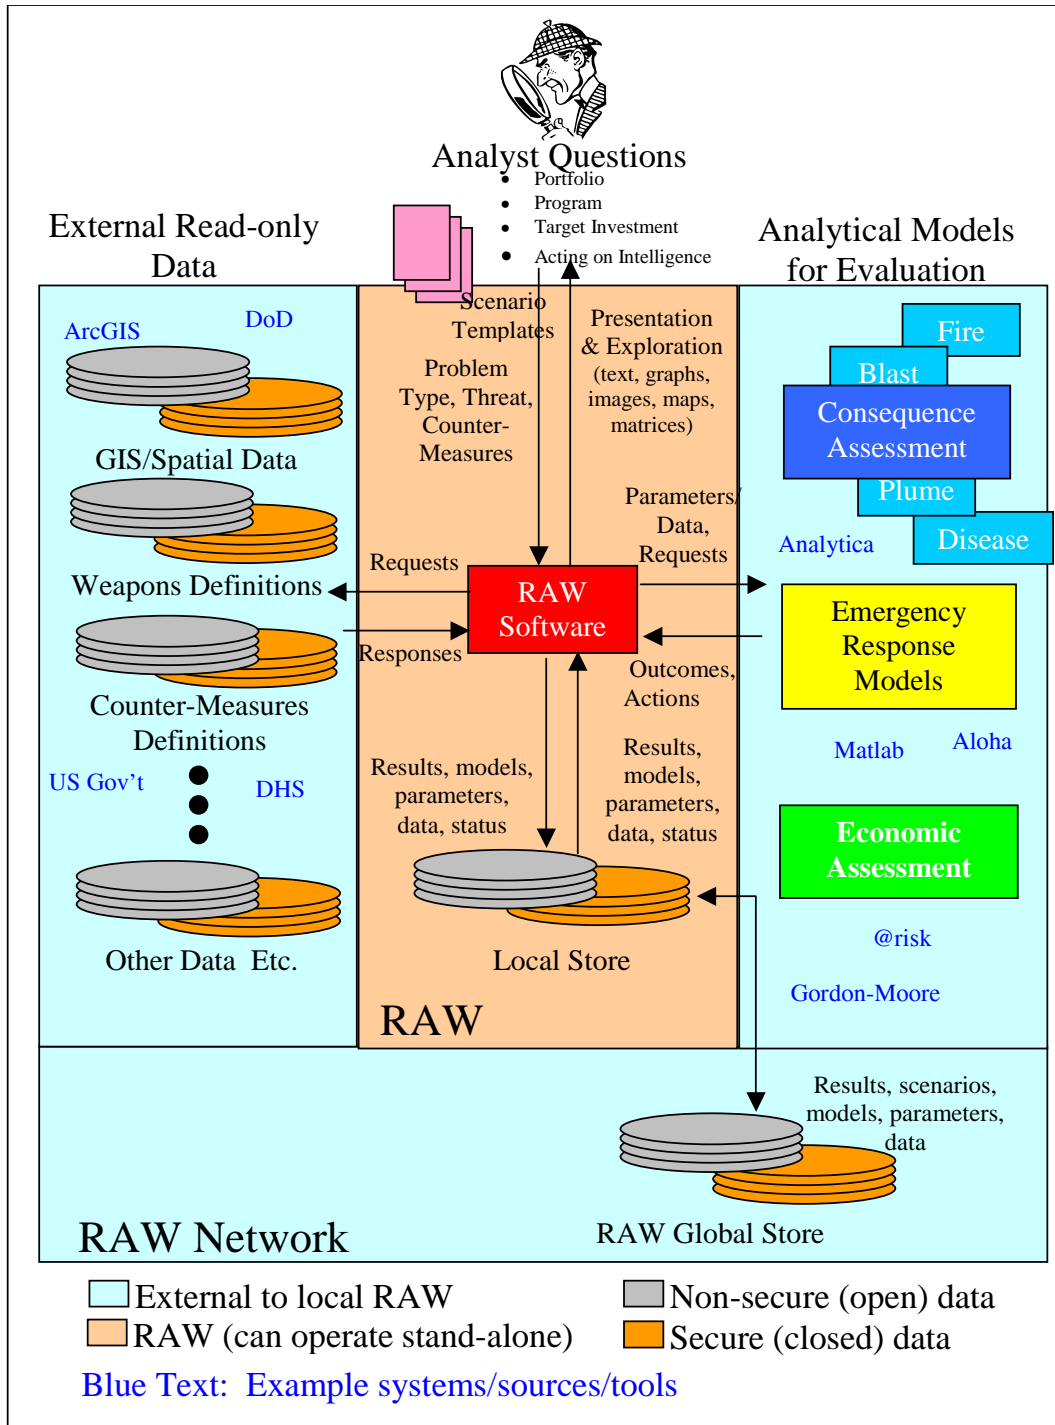 Analyst Questions
• Portfolio
• Program
• Target Investment
• Acting on Intelligence
External Read-only
Data
Analytical Models
for Evaluation
Scenario
Templates
Problem
Type, Threat,
Counter-
Measures
Presentation
& Exploration
(text, graphs,
images, maps,
matrices)
ArcGIS
DoD
GIS/Spatial Data
Weapons Definitions
Counter-Measures
Definitions
US Gov't
DHS
Other Data Etc.
Requests
Responses
RAW
Software
Parameters/
Data,
Requests
Outcomes,
Actions
Results, models,
parameters,
data, status
Results,
models,
parameters,
data, status
Local Store
RAW
Fire
Blast
Consequence
Assessment
Plume
Disease
Analytica
Emergency
Response
Models
Matlab
Aloha
Economic
Assessment
@risk
Gordon-Moore
Results, scenarios,
models, parameters,
data
RAW Global Store
RAW Network
External to local RAW
RAW (can operate stand-alone)
Non-secure (open) data
Secure (closed) data
Blue Text: Example systems/sources/tools